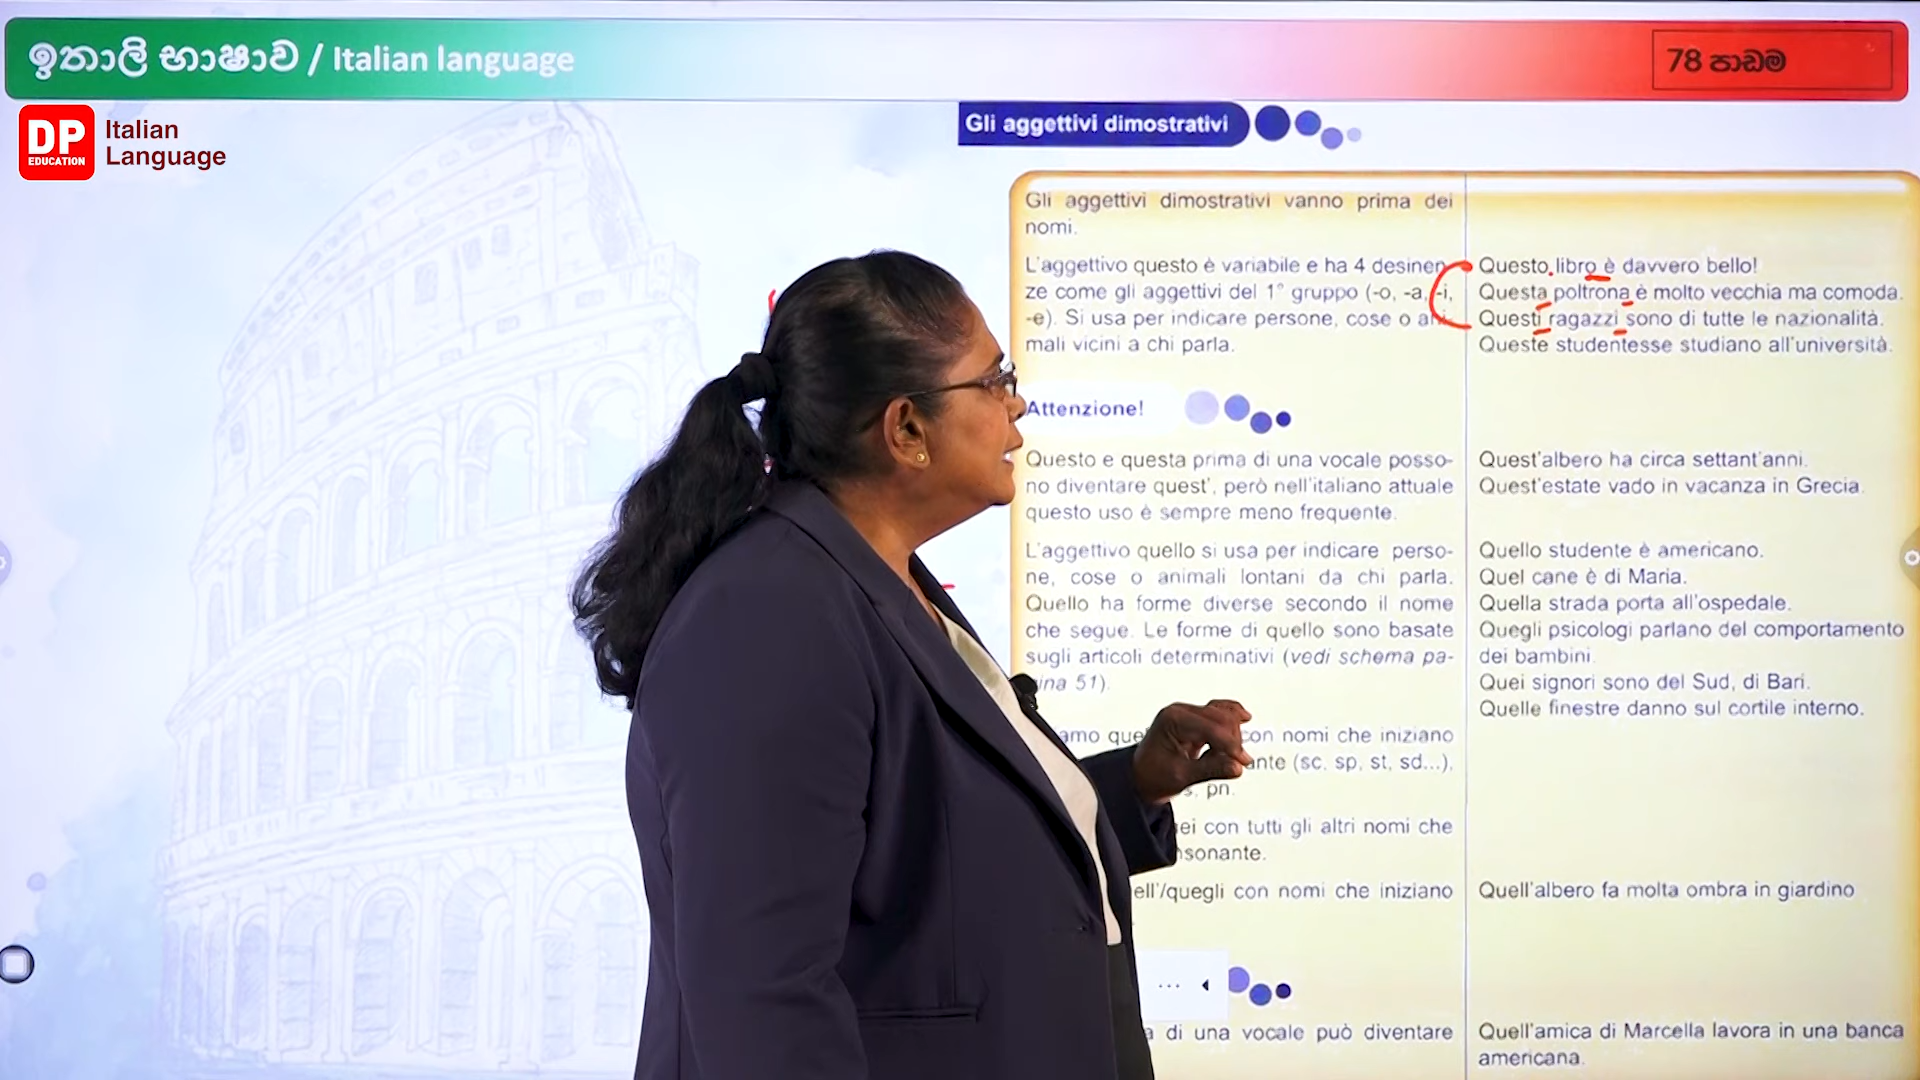 ඉතාලි භාෂාව / Italian language
78 පාඩම
DP
EDUCATION
Italian
Language
Gli aggettivi dimostrativi
Gli aggettivi dimostrativi vanno prima dei
nomi.
L'aggettivo questo è variabile e ha 4 desinen
ze come gli aggettivi del 1° gruppo (-o, -a, -i,
-e). Si usa per indicare persone, cose o ani-
mali vicini a chi parla.
Questo libro è davvero bello!
Questa poltrona è molto vecchia ma comoda.
Questi ragazzi sono di tutte le nazionalità.
Queste studentesse studiano all'università.
Attenzione!
Questo e questa prima di una vocale posso-
no diventare quest', però nell'italiano attuale
questo uso è sempre meno frequente.
Quest'albero ha circa settant'anni.
Quest'estate vado in vacanza in Grecia.
L'aggettivo quello si usa per indicare perso-
ne, cose o animali lontani da chi parla.
Quello ha forme diverse secondo il nome
che segue. Le forme di quello sono basate
sugli articoli determinativi (vedi schema pa-
ina 51).
Quello studente è americano.
Quel cane è di Maria.
Quella strada porta all'ospedale.
Quegli psicologi parlano del comportamento
dei bambini.
Quei signori sono del Sud, di Bari.
Quelle finestre danno sul cortile interno.
amo que con nomi che iniziano
ante (sc, sp, st, sd...),
s, pn.
ei con tutti gli altri nomi che
nsonante.
ell'/quegli con nomi che iniziano
Quell'albero fa molta ombra in giardino
a di una vocale può diventare
Quell'amica di Marcella lavora in una banca
americana.